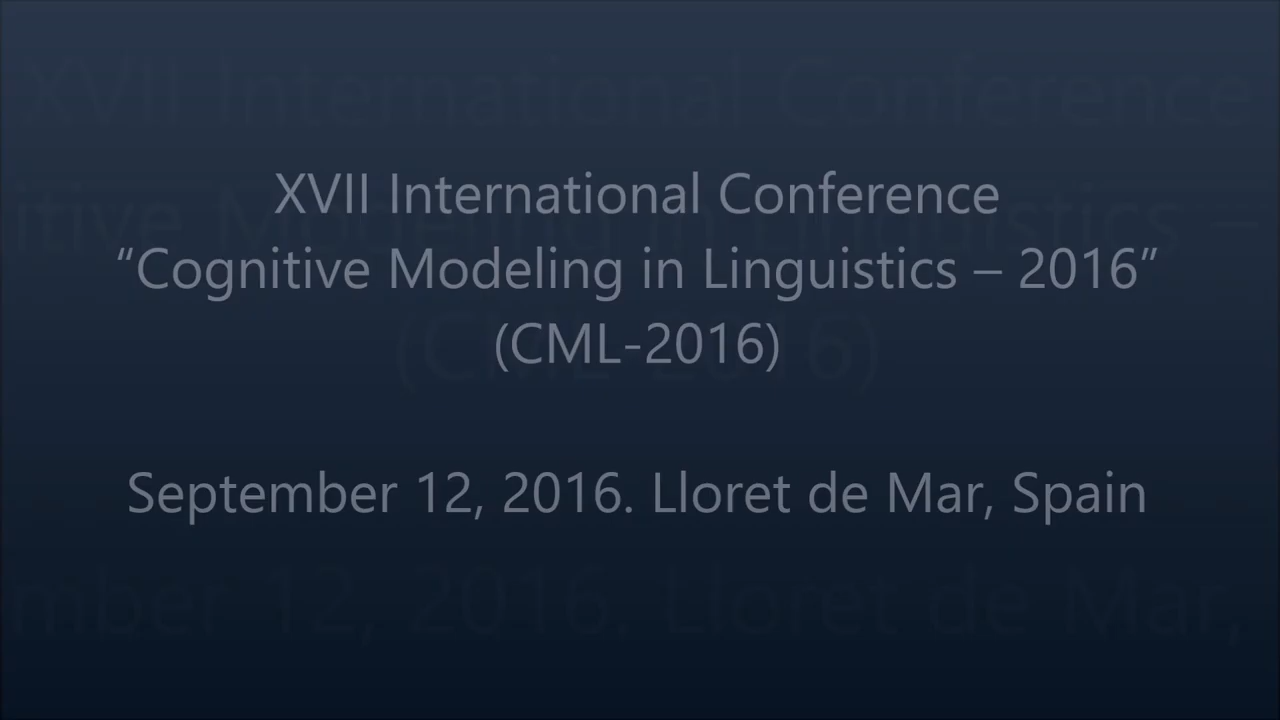 XVII International Conference
“Cognitive Modeling in Linguistics – 2016”
(CML-2016)
September 12, 2016. Lloret de Mar, Spain